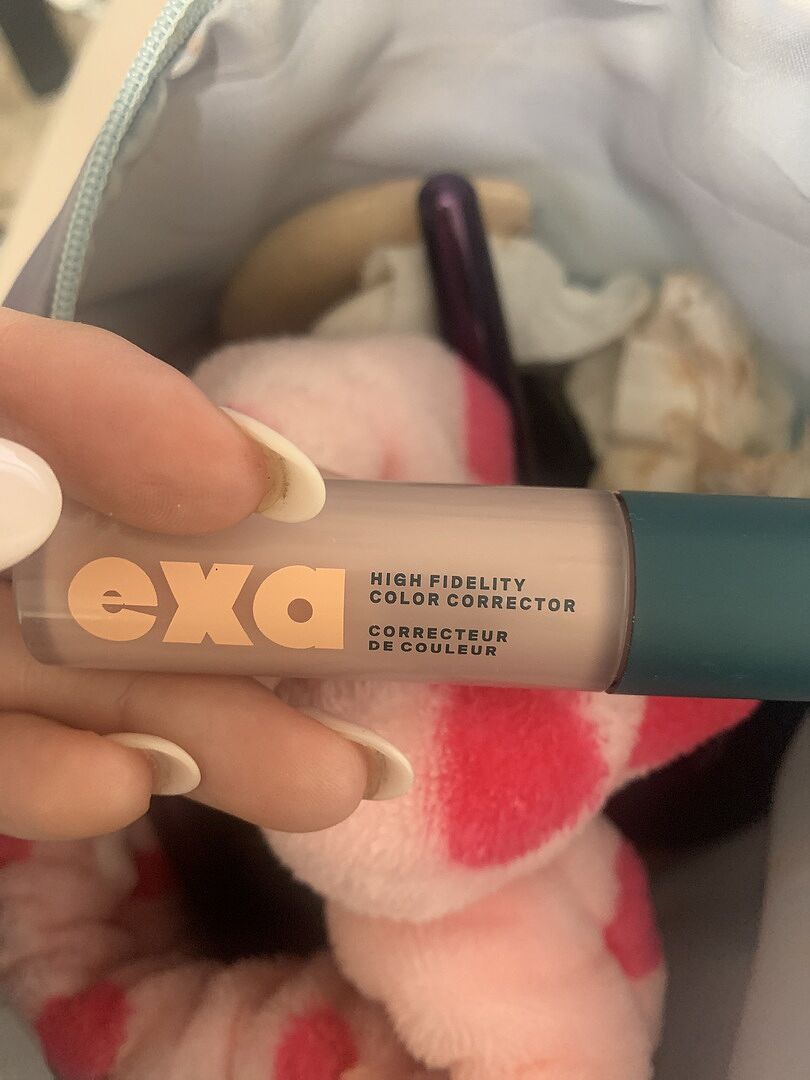 exa
HIGH FIDELITY
COLOR CORRECTOR
CORRECTEUR
DE COULEUR